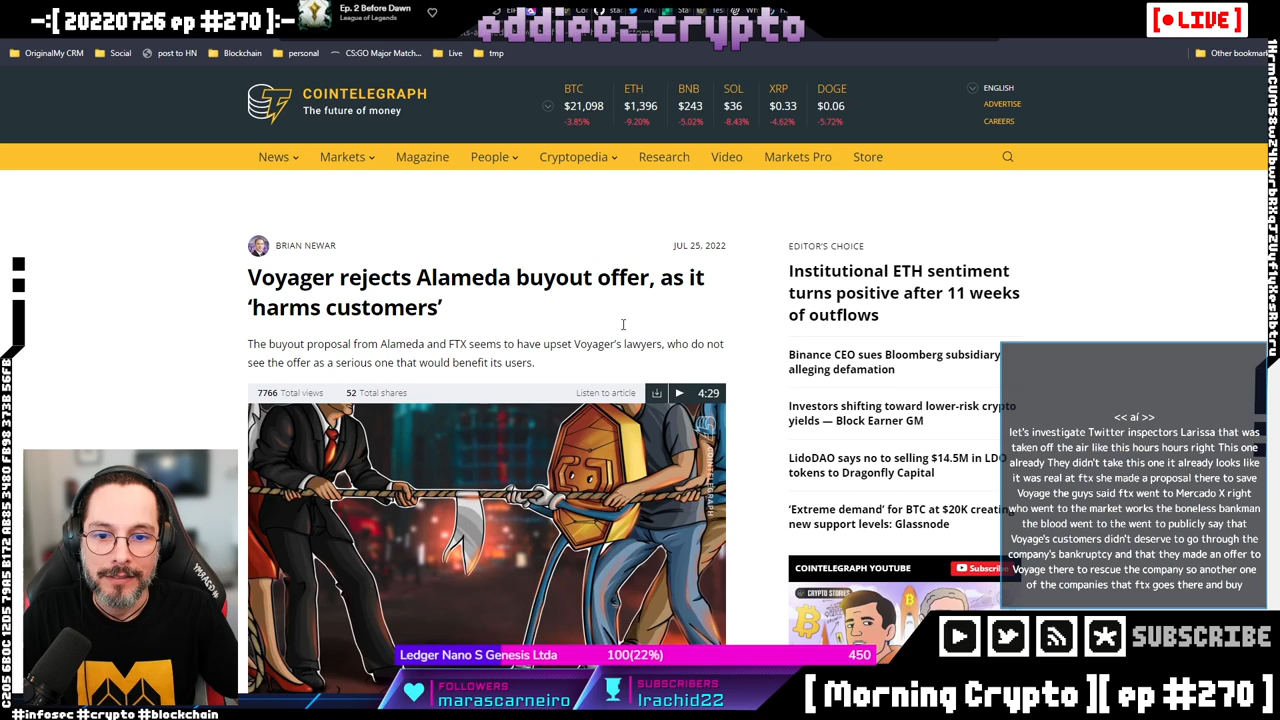 —:[ 20220726 ep #270 ]:—
Ep. 2 Before Dawn
League of Legends
eddieoz.crypto
[ LIVE ]
OriginalMy CRM
Social
post to HN
Blockchain
personal
CS:GO Major Match...
Live
tmp
Other bookmar
COINTELEGRAPH
The future of money
BTC
$21,098
-3.85%
ETH
$1,396
-9.20%
BNB
$243
-5.02%
SOL
$36
-8.43%
XRP
$0.33
-4.62%
DOGE
$0.06
-5.72%
ENGLISH
ADVERTISE
CAREERS
News
Markets
Magazine
People
Cryptopedia
Research
Video
Markets Pro
Store
BRIAN NEWAR
JUL 25, 2022
Voyager rejects Alameda buyout offer, as it
‘harms customers’
The buyout proposal from Alameda and FTX seems to have upset Voyager’s lawyers, who do not
see the offer as a serious one that would benefit its users.
7766 Total views
52 Total shares
Listen to article
4:29
COINTELEGRAPH
EDITOR’S CHOICE
Institutional ETH sentiment
turns positive after 11 weeks
of outflows
Binance CEO sues Bloomberg subsidiary
alleging defamation
Investors shifting toward lower-risk crypto
yields — Block Earner GM
LidoDAO says no to selling $14.5M in LDO
tokens to Dragonfly Capital
‘Extreme demand’ for BTC at $20K creating
new support levels: Glassnode
COINTELEGRAPH YOUTUBE
Subscribe
CRYPTO STORIES
<< aí >>
let's investigate Twitter inspectors Larissa that was
taken off the air like this hours hours right This one
already They didn't take this one it already looks like
it was real at ftx she made a proposal there to save
Voyage the guys said ftx went to Mercado X right
who went to the market works the boneless bankman
the blood went to the went to publicly say that
Voyage's customers didn't deserve to go through the
company's bankruptcy and that they made an offer to
Voyage there to rescue the company so another one
of the companies that ftx goes there and buy
SUBSCRIBE
Ledger Nano S Genesis Ltda
100(22%)
450
FOLLOWERS
marascarneiro
SUBSCRIBERS
lrachid22
[ Morning Crypto ][ ep #270 ]
#infosec #crypto #blockchain